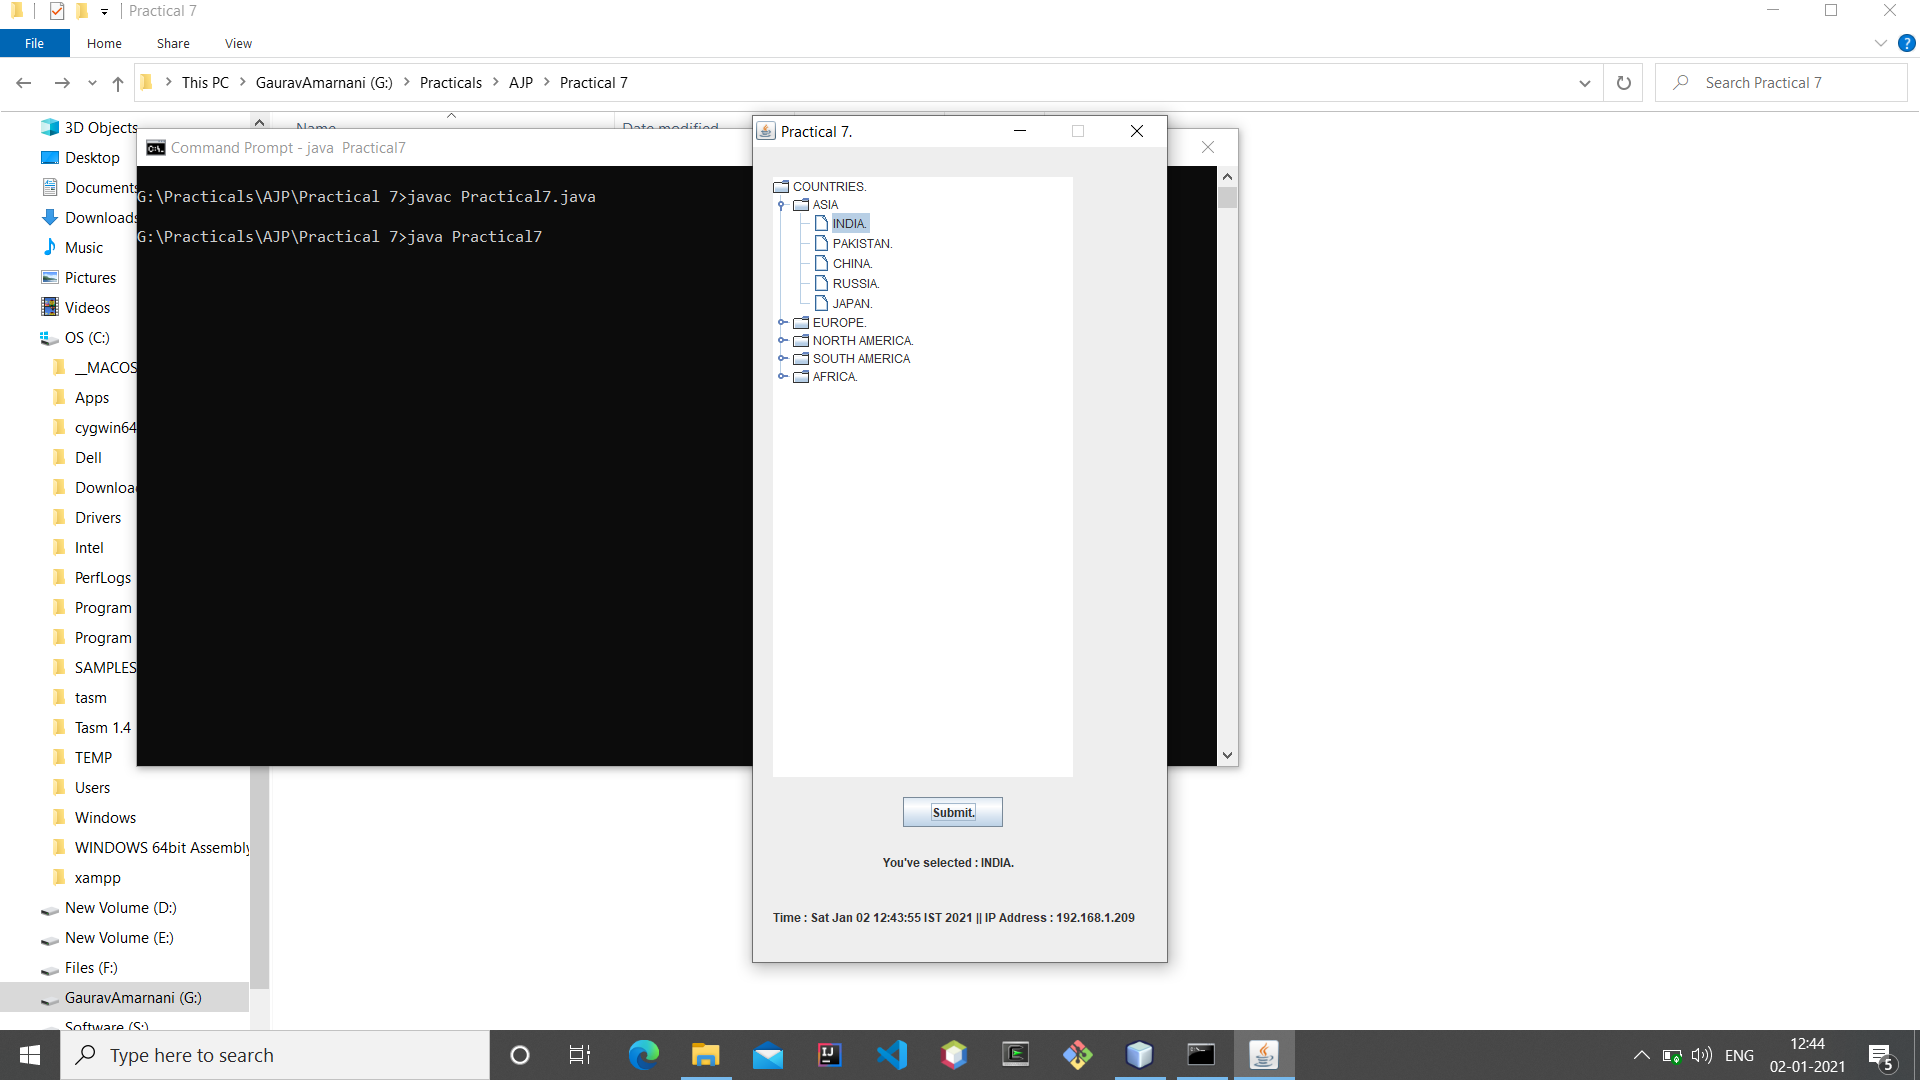 Practical 7
File Home Share View
This PC GauravAmarnani (G:) Practicals AJP Practical 7
Search Practical 7
3D Objects
Desktop
Documents
Downloads
Music
Pictures
Videos
OS (C:)
__MACOS
Apps
cygwin64
Dell
Downloa
Drivers
Intel
PerfLogs
Program
Program
SAMPLES
tasm
Tasm 1.4
TEMP
Users
Windows
WINDOWS 64bit Assembly
xampp
New Volume (D:)
New Volume (E:)
Files (F:)
GauravAmarnani (G:)
Software (S:)
Name Date modified
Command Prompt - java  Practical7
G:\Practicals\AJP\Practical 7>javac Practical7.java
G:\Practicals\AJP\Practical 7>java Practical7
Practical 7.
COUNTRIES.
ASIA
INDIA.
PAKISTAN.
CHINA.
RUSSIA.
JAPAN.
EUROPE.
NORTH AMERICA.
SOUTH AMERICA
AFRICA.
Submit.
You've selected : INDIA.
Time : Sat Jan 02 12:43:55 IST 2021 || IP Address : 192.168.1.209
Type here to search
ENG
12:44
02-01-2021
5